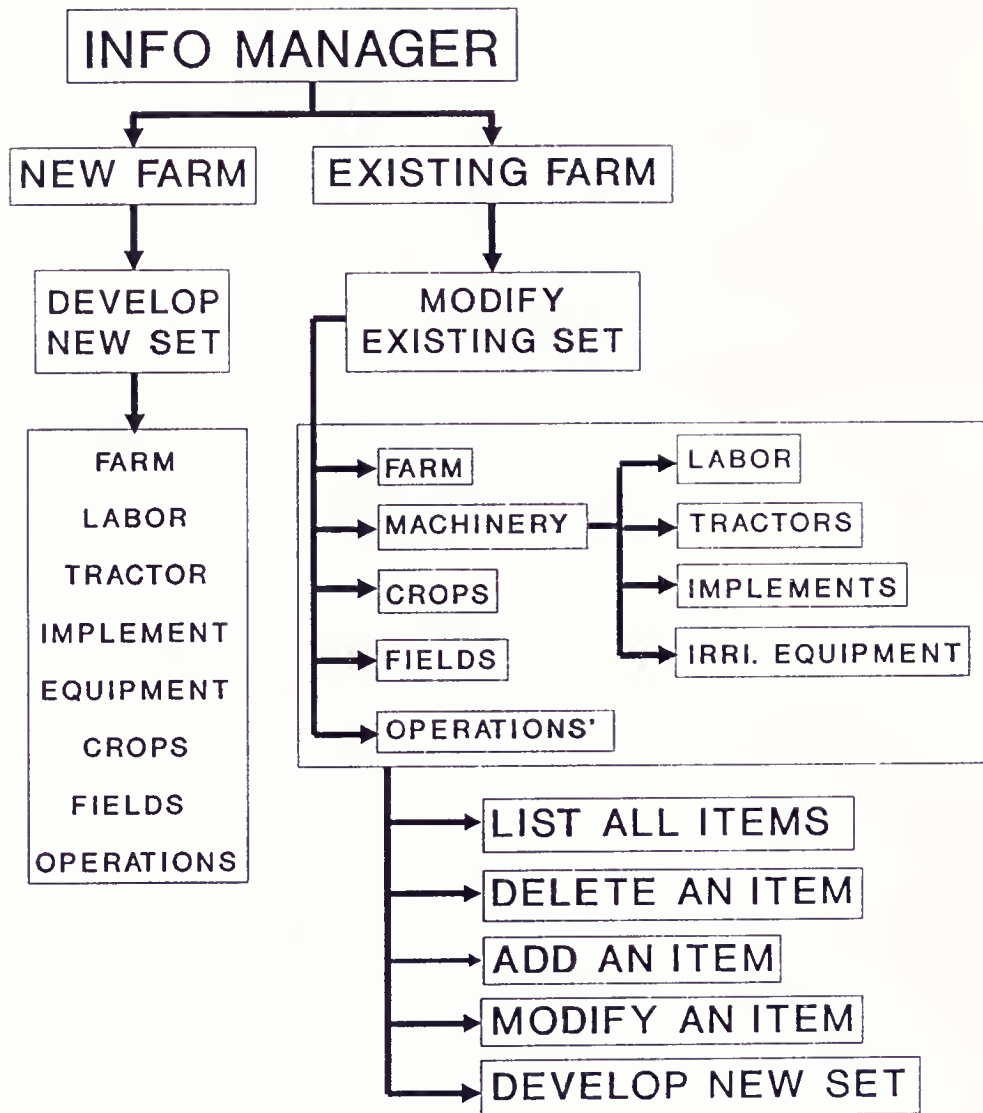 INFO MANAGER
NEW FARM
EXISTING FARM
DEVELOP
NEW SET
MODIFY
EXISTING SET
FARM
LABOR
TRACTOR
IMPLEMENT
EQUIPMENT
CROPS
FIELDS
OPERATIONS
FARM
MACHINERY
CROPS
FIELDS
OPERATIONS'
LABOR
TRACTORS
IMPLEMENTS
IRRI. EQUIPMENT
LIST ALL ITEMS
DELETE AN ITEM
ADD AN ITEM
MODIFY AN ITEM
DEVELOP NEW SET